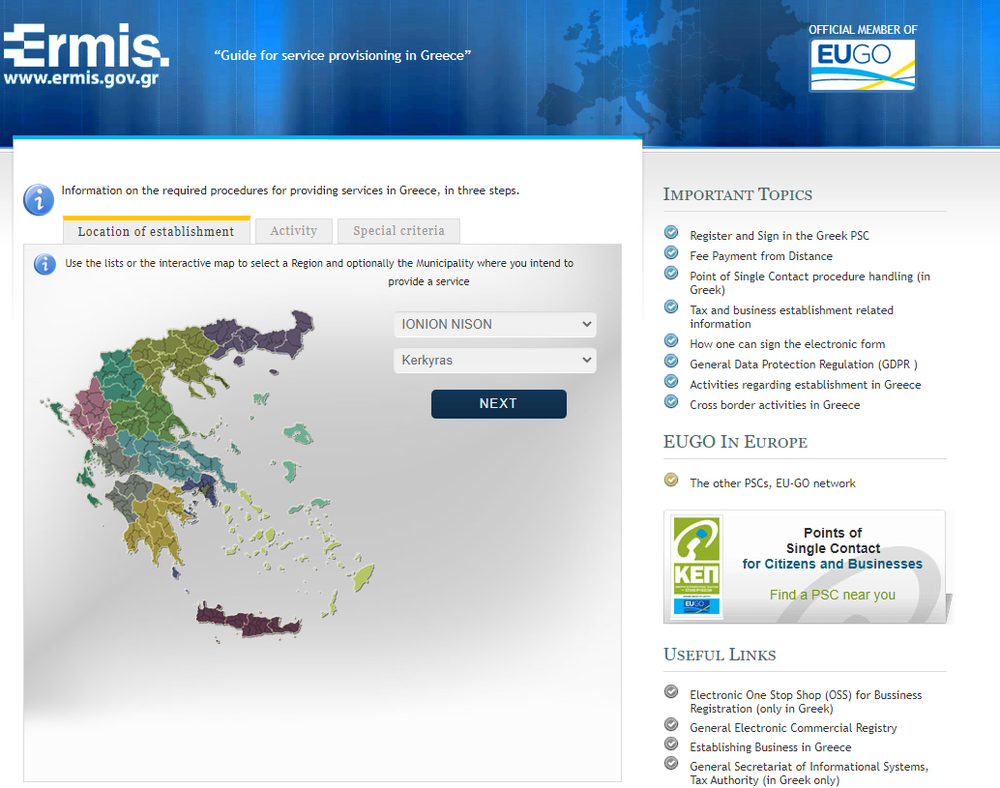 Ermis.
www.ermis.gov.gr
“Guide for service provisioning in Greece”
OFFICIAL MEMBER OF
EUGO
Information on the required procedures for providing services in Greece, in three steps.
Location of establishment
Activity
Special criteria
Use the lists or the interactive map to select a Region and optionally the Municipality where you intend to
provide a service
IONION NISON
Kerkyras
NEXT
Important Topics
Register and Sign in the Greek PSC
Fee Payment from Distance
Point of Single Contact procedure handling (in
Greek)
Tax and business establishment related
information
How one can sign the electronic form
General Data Protection Regulation (GDPR )
Activities regarding establishment in Greece
Cross border activities in Greece
EUGO In Europe
The other PSCs, EU-GO network
ΚΕΠ
EUGO
Points of
Single Contact
for Citizens and Businesses
Find a PSC near you
Useful Links
Electronic One Stop Shop (OSS) for Bussiness
Registration (only in Greek)
General Electronic Commercial Registry
Establishing Business in Greece
General Secretariat of Informational Systems,
Tax Authority (in Greek only)